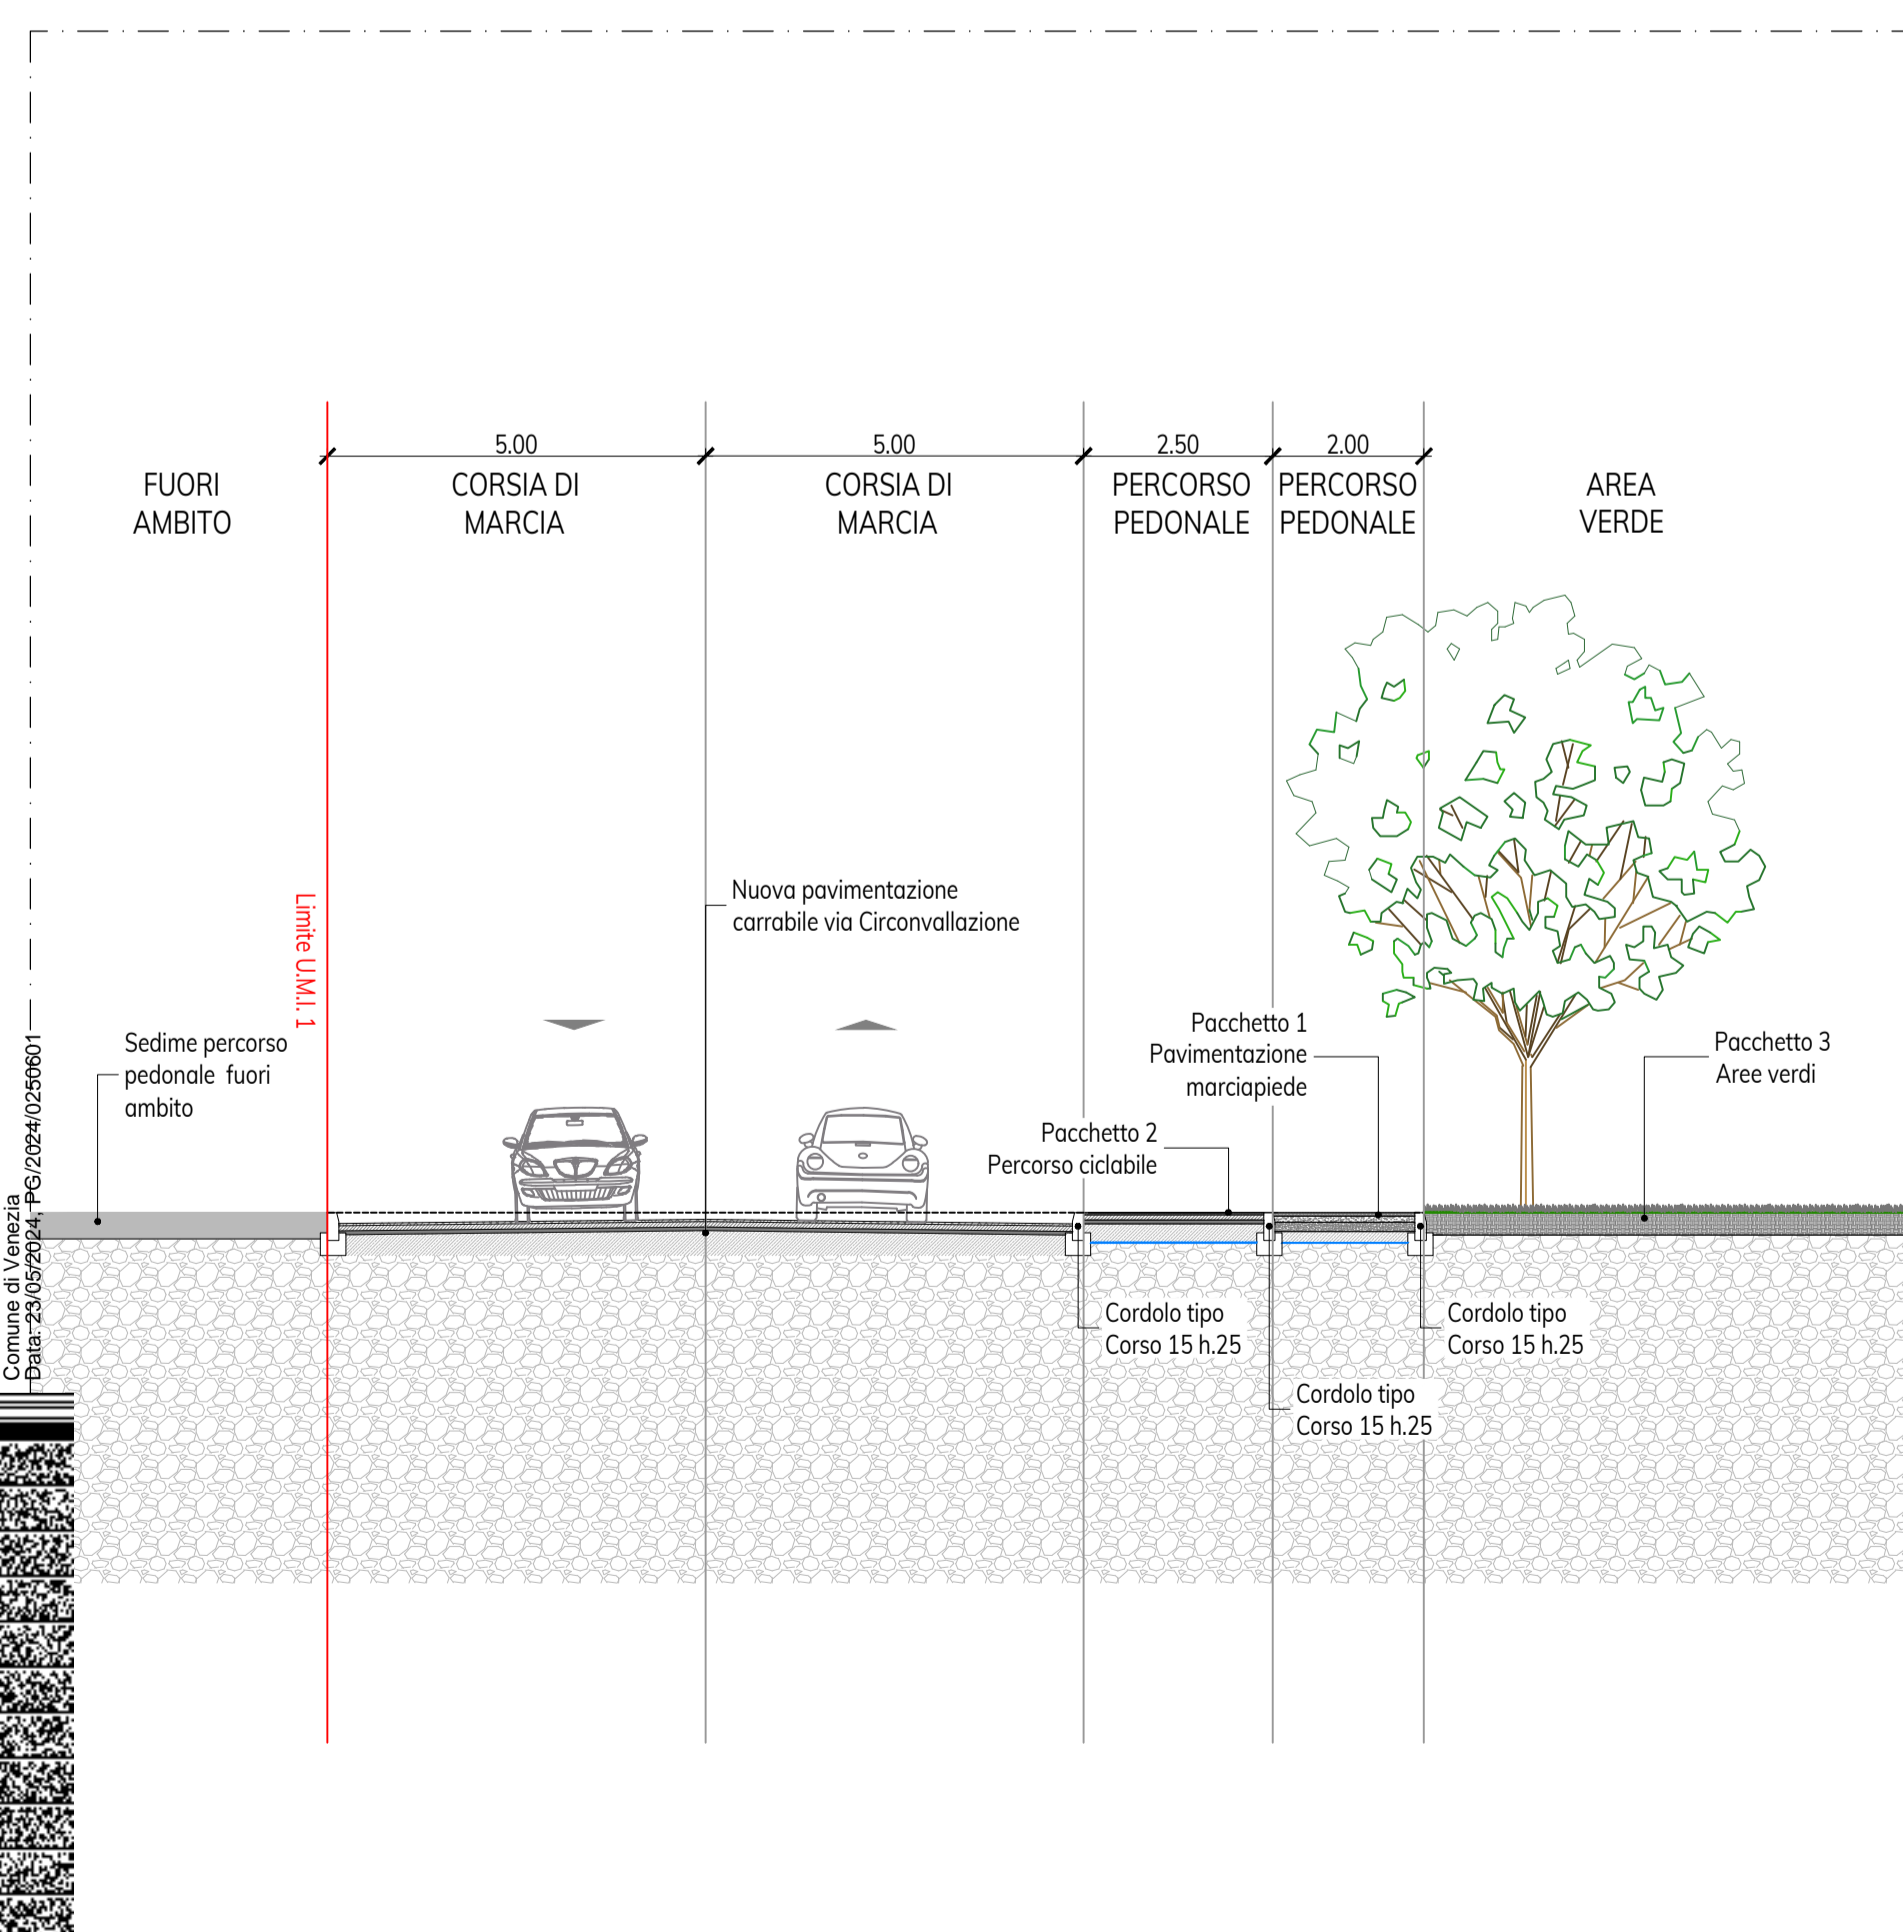 5.00
5.00
2.50
2.00
FUORI
AMBITO
CORSIA DI
MARCIA
CORSIA DI
MARCIA
PERCORSO
PEDONALE
PERCORSO
PEDONALE
AREA
VERDE
Limite U.M.I. 1
Nuova pavimentazione
carrabile via Circonvallazione
Sedime percorso
pedonale fuori
ambito
Pacchetto 1
Pavimentazione
marciapiede
Pacchetto 2
Percorso ciclabile
Pacchetto 3
Aree verdi
Cordolo tipo
Corso 15 h.25
Cordolo tipo
Corso 15 h.25
Cordolo tipo
Corso 15 h.25
Comune di Venezia
Data: 23/05/2024, PG/2024/0250601